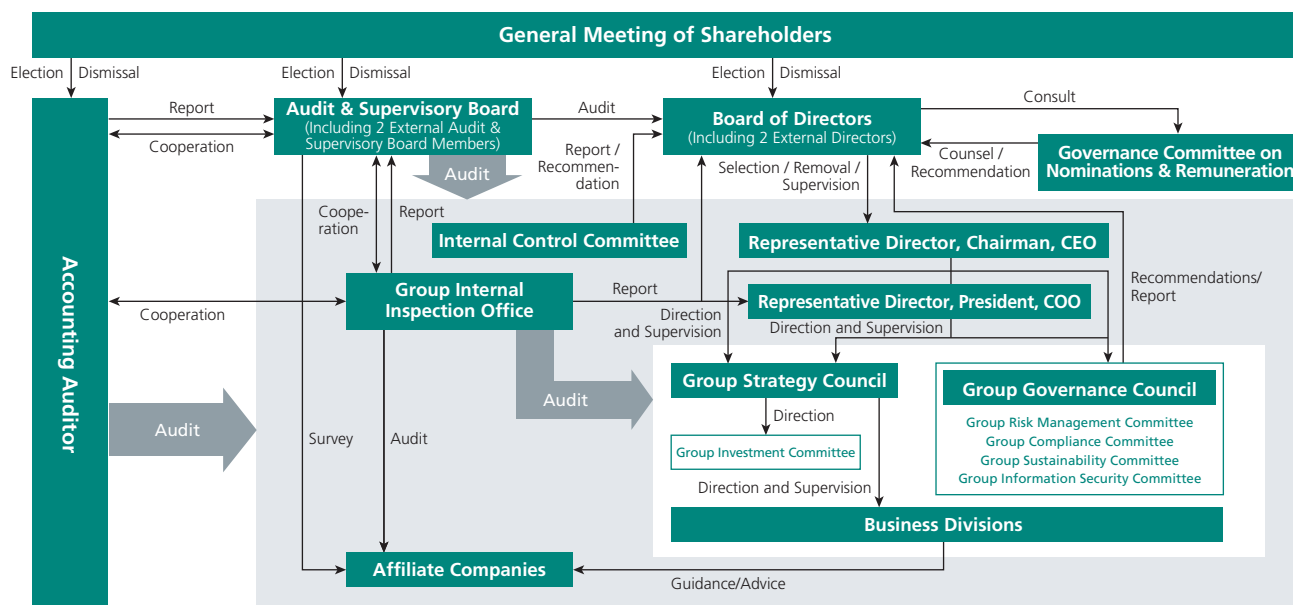 General Meeting of Shareholders
Election
Dismissal
Election
Dismissal
Election
Dismissal
Accounting Auditor
Report
Cooperation
Audit & Supervisory Board
(Including 2 External Audit &
Supervisory Board Members)
Audit
Board of Directors
(Including 2 External Directors)
Consult
Counsel /
Recommendation
Governance Committee on
Nominations & Remuneration
Audit
Report /
Recommen-
dation
Selection / Removal /
Supervision
Coope-
ration
Report
Internal Control Committee
Representative Director, Chairman, CEO
Recommendations/
Report
Cooperation
Group Internal
Inspection Office
Report
Representative Director, President, COO
Direction
and Supervision
Direction and Supervision
Audit
Audit
Group Strategy Council
Direction
Group Investment Committee
Group Governance Council
Group Risk Management Committee
Group Compliance Committee
Group Sustainability Committee
Group Information Security Committee
Survey
Audit
Direction and Supervision
Business Divisions
Affiliate Companies
Guidance/Advice